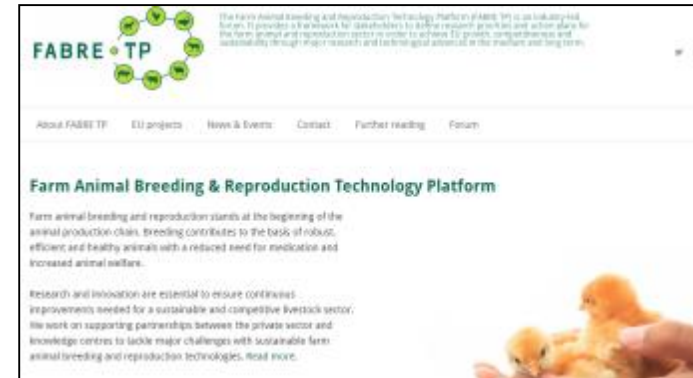 The Farm Animal Breeding and Reproduction Technology Platform (FABRE TP) is an industry-led
forum. It provides a framework for stakeholders to define research priorities and action plans for
the farm animal and reproduction sector in order to achieve EU growth, competitiveness and
sustainability through major research and technological advances in the medium and long term.
FABRE TP
About FABRE TP EU projects News & Events Contact Further reading Forum
Farm Animal Breeding & Reproduction Technology Platform
Farm animal breeding and reproduction stands at the beginning of the
animal production chain. Breeding contributes to the basis of robust,
efficient and healthy animals with a reduced need for medication and
increased animal welfare.
Research and innovation are essential to ensure continuous
improvements needed for a sustainable and competitive livestock sector.
We work on supporting partnerships between the private sector and
knowledge centres to tackle major challenges with sustainable farm
animal breeding and reproduction technologies. Read more.